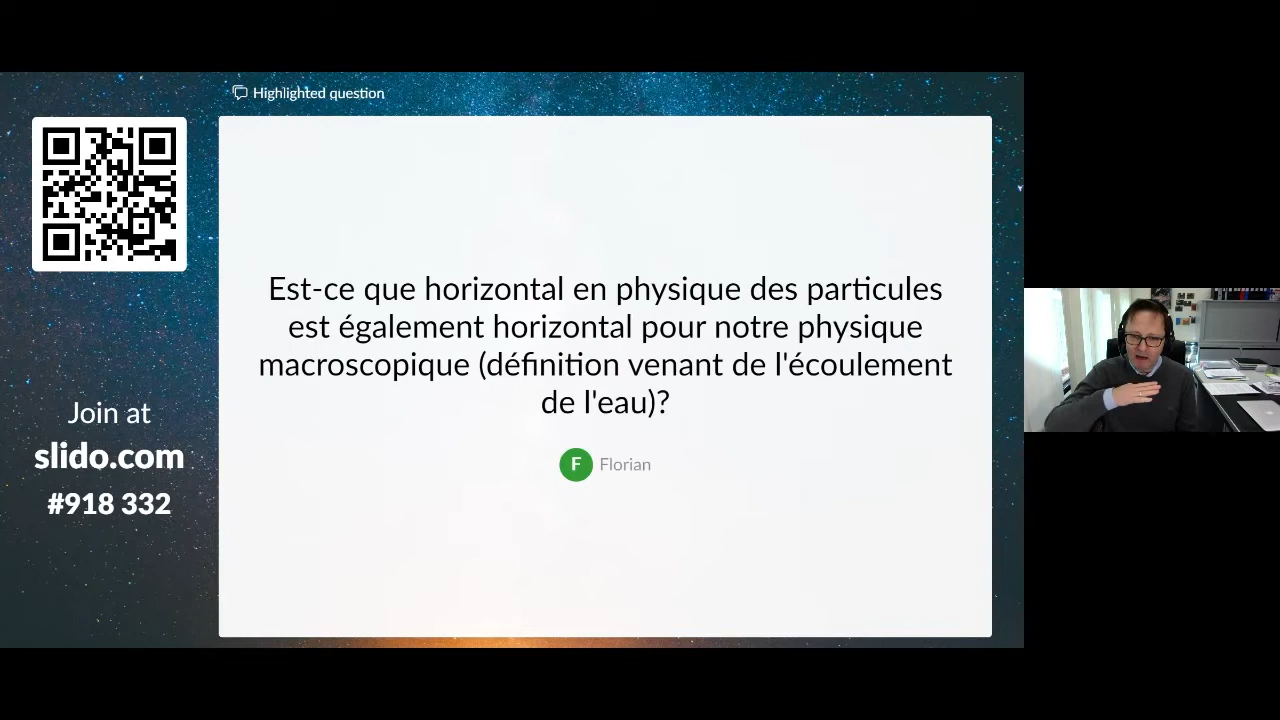 Highlighted question
Est-ce que horizontal en physique des particules
est également horizontal pour notre physique
macroscopique (définition venant de l'écoulement
de l'eau)?
F Florian
Join at
slido.com
#918 332